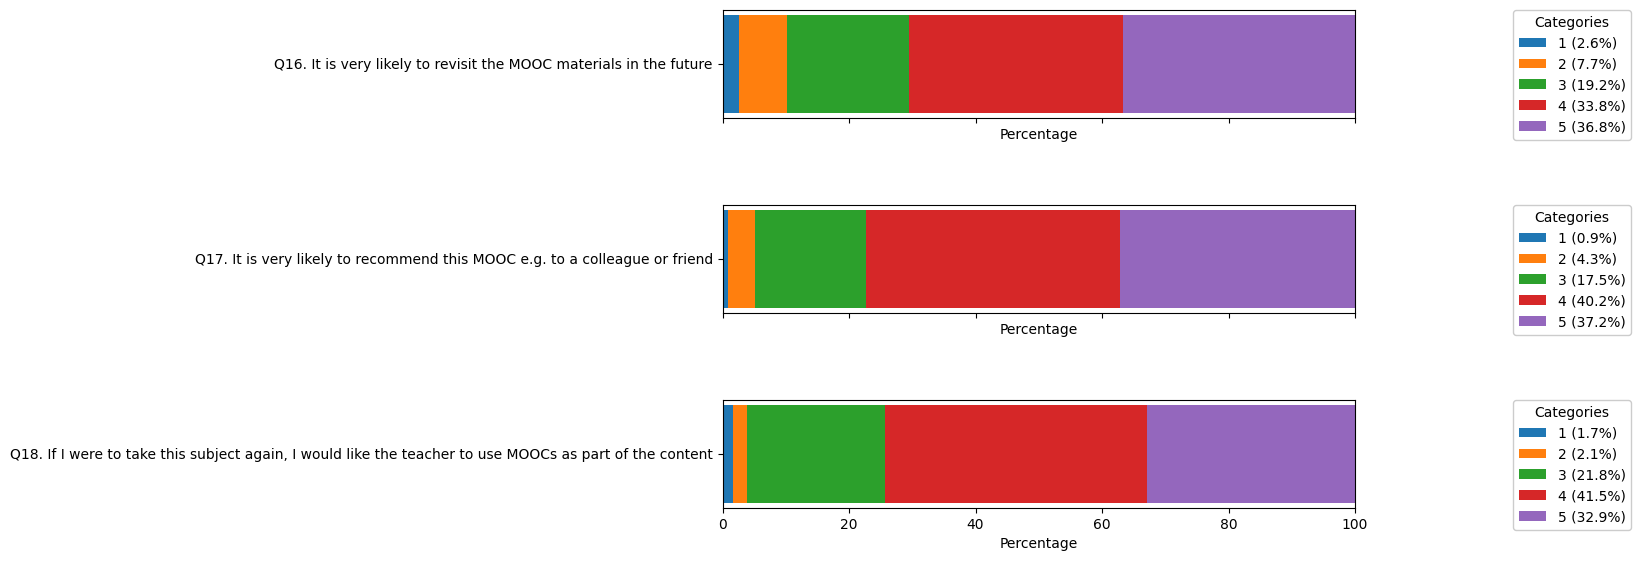 Q16. It is very likely to revisit the MOOC materials in the future
Percentage
Categories
1 (2.6%)
2 (7.7%)
3 (19.2%)
4 (33.8%)
5 (36.8%)
Q17. It is very likely to recommend this MOOC e.g. to a colleague or friend
Percentage
Categories
1 (0.9%)
2 (4.3%)
3 (17.5%)
4 (40.2%)
5 (37.2%)
Q18. If I were to take this subject again, I would like the teacher to use MOOCs as part of the content
0 20 40 60 80 100
Percentage
Categories
1 (1.7%)
2 (2.1%)
3 (21.8%)
4 (41.5%)
5 (32.9%)